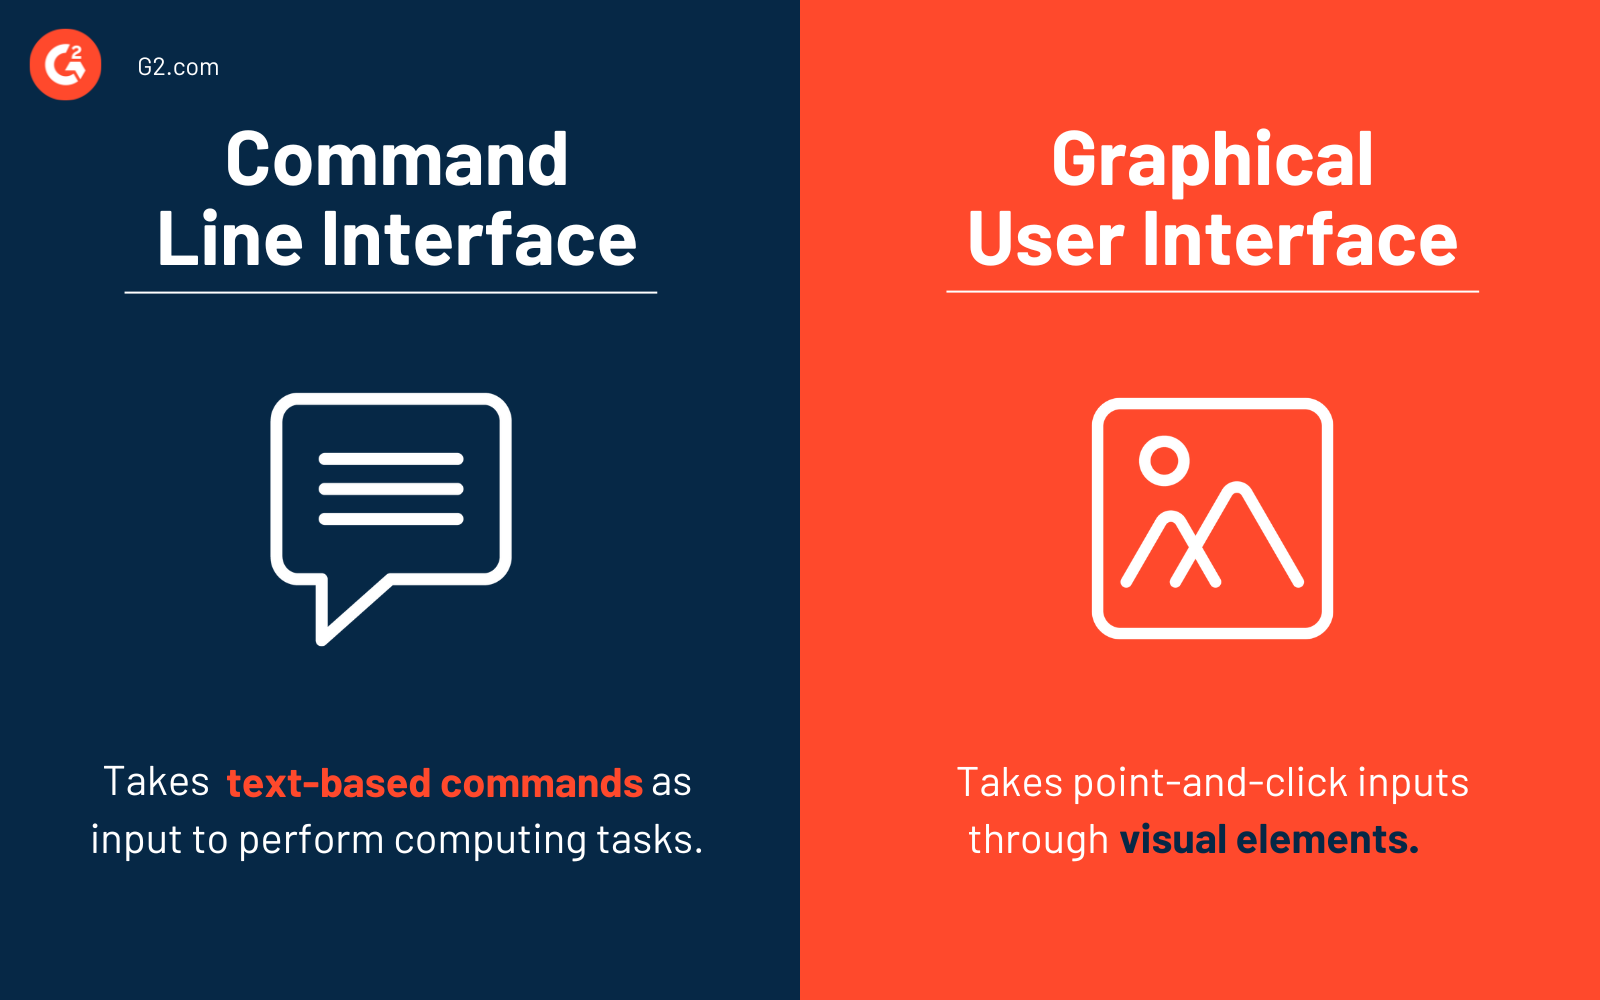 G2
G2.com
Command
Line Interface
Takes text-based commands as
input to perform computing tasks.
Graphical
User Interface
Takes point-and-click inputs
through visual elements.